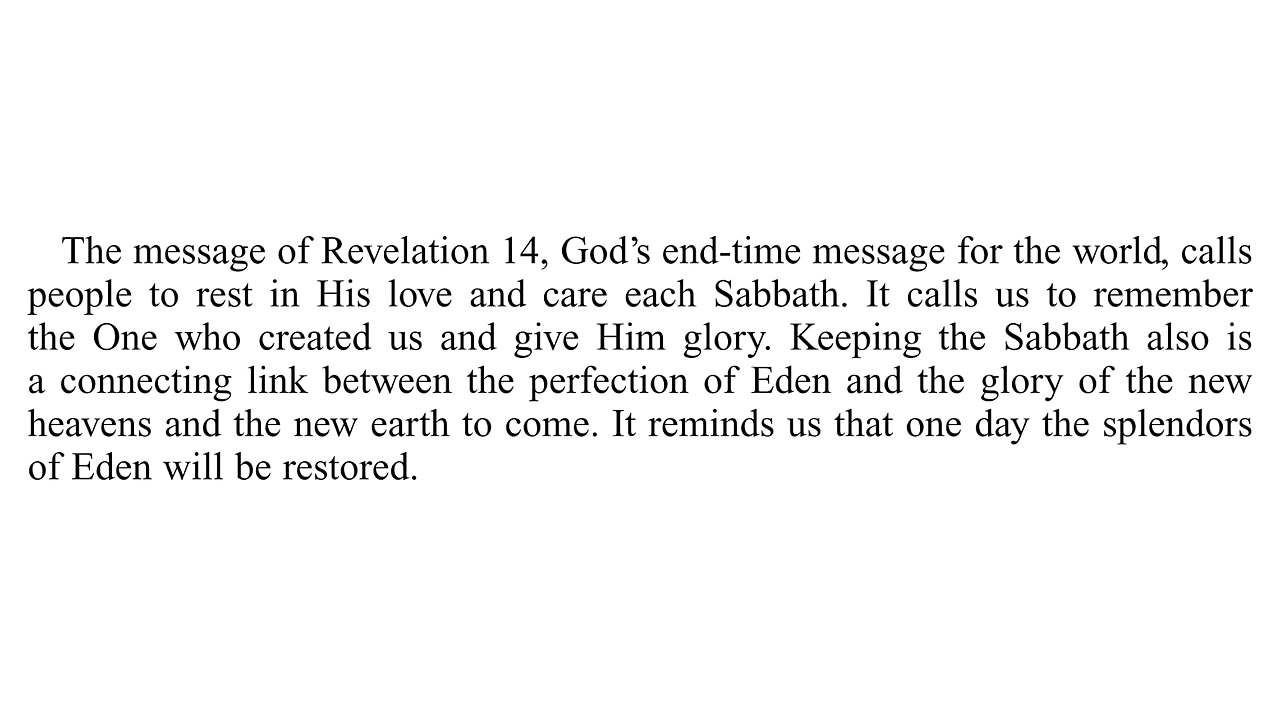 The message of Revelation 14, God’s end-time message for the world, calls
people to rest in His love and care each Sabbath. It calls us to remember
the One who created us and give Him glory. Keeping the Sabbath also is
a connecting link between the perfection of Eden and the glory of the new
heavens and the new earth to come. It reminds us that one day the splendors
of Eden will be restored.